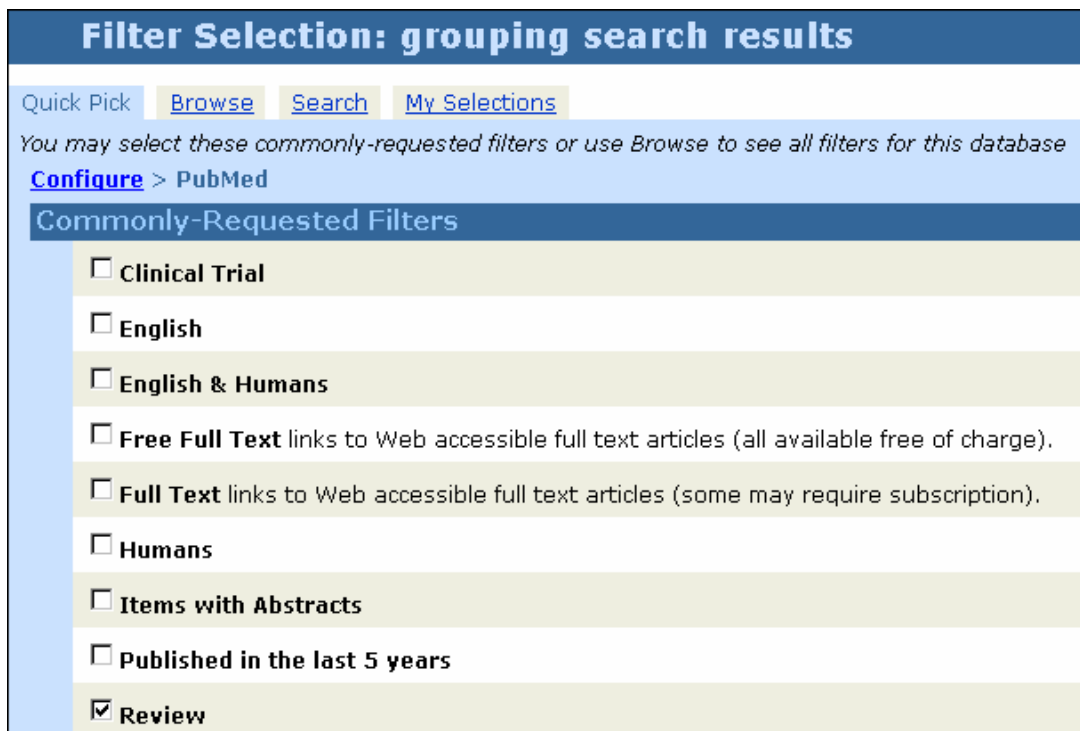 Filter Selection: grouping search results
Quick Pick Browse Search My Selections
You may select these commonly-requested filters or use Browse to see all filters for this database
Configure > PubMed
Commonly-Requested Filters
Clinical Trial
English
English & Humans
Free Full Text links to Web accessible full text articles (all available free of charge).
Full Text links to Web accessible full text articles (some may require subscription).
Humans
Items with Abstracts
Published in the last 5 years
Review